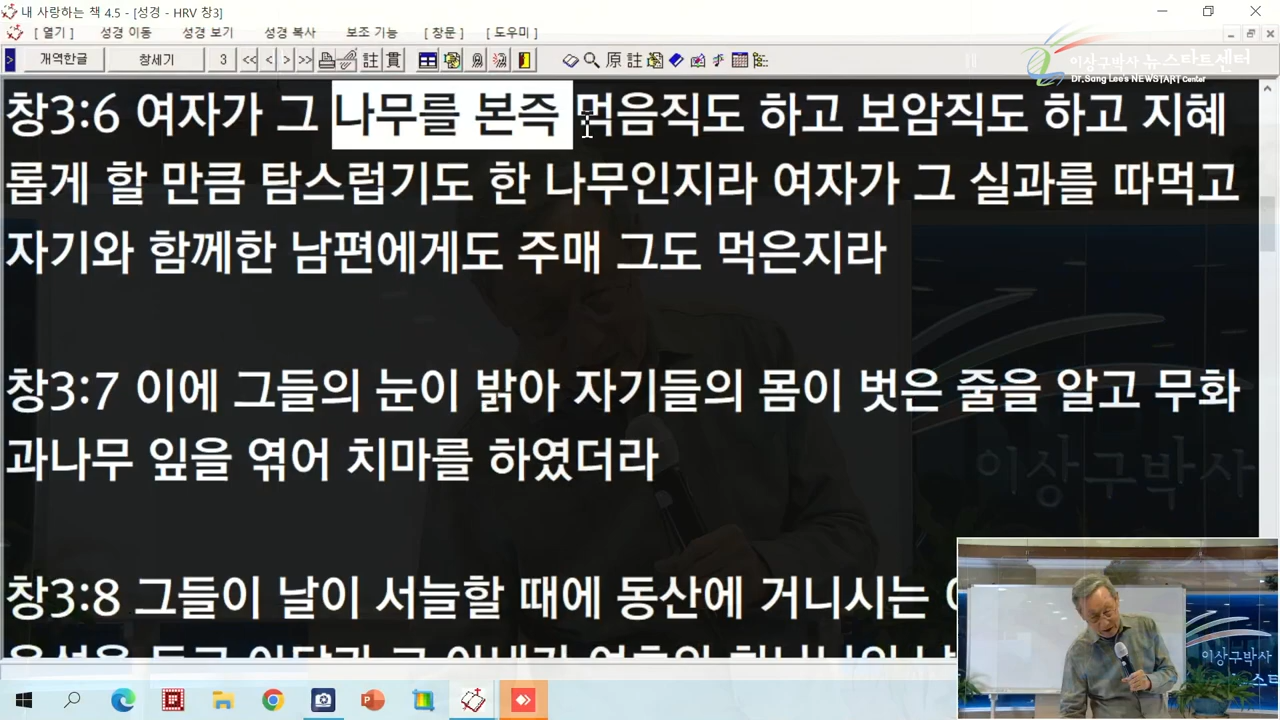 내 사랑하는 책 4.5 - [성경 - HRV 창3]
[ 열기 ] 성경 이동 성경 보기 성경 복사 보조 기능 [ 창문 ] [ 도우미 ]
개역한글 창세기 3 << < > >> 註 貫 原 註
이상구박사 뉴스타트센터
Dr.Sang Lee's NEWSTART Center
창3:6 여자가 그 나무를 본즉 먹음직도 하고 보암직도 하고 지혜
롭게 할 만큼 탐스럽기도 한 나무인지라 여자가 그 실과를 따먹고
자기와 함께한 남편에게도 주매 그도 먹은지라
창3:7 이에 그들의 눈이 밝아 자기들의 몸이 벗은 줄을 알고 무화
과나무 잎을 엮어 치마를 하였더라
이상구박사
창3:8 그들이 날이 서늘할 때에 동산에 거니시는
이상구박사